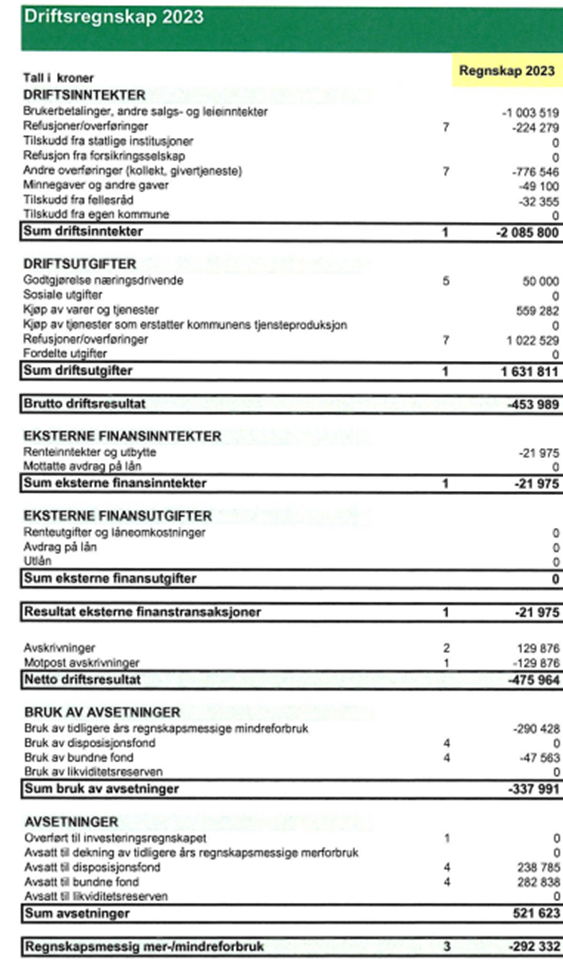 Driftsregnskap 2023
Tall i kroner Regnskap 2023
DRIFTSINNTEKTER
Brukerbetalinger, andre salgs- og leieinntekter -1 003 519
Refusjoner/overføringer 7 -224 279
Tilskudd fra statlige institusjoner 0
Refusjon fra forsikringsselskap 0
Andre overføringer (kollekt, givertjeneste) 7 -776 546
Minnegaver og andre gaver -49 100
Tilskudd fra fellesråd -32 355
Tilskudd fra egen kommune 0
Sum driftsinntekter 1 -2 085 800
DRIFTSUTGIFTER
Godtgjørelse næringsdrivende 5 50 000
Sosiale utgifter 0
Kjøp av varer og tjenester 559 282
Kjøp av tjenester som erstatter kommunens tjensteproduksjon 0
Refusjoner/overføringer 7 1 022 529
Fordelte utgifter 0
Sum driftsutgifter 1 1 631 811
Brutto driftsresultat -453 989
EKSTERNE FINANSINNTEKTER
Renteinntekter og utbytte -21 975
Mottatte avdrag på lån 0
Sum eksterne finansinntekter 1 -21 975
EKSTERNE FINANSUTGIFTER
Renteutgifter og låneomkostninger 0
Avdrag på lån 0
Utlån 0
Sum eksterne finansutgifter 0
Resultat eksterne finanstransaksjoner 1 -21 975
Avskrivninger 2 129 876
Motpost avskrivninger 1 -129 876
Netto driftsresultat -475 964
BRUK AV AVSETNINGER
Bruk av tidligere års regnskapsmessige mindreforbruk -290 428
Bruk av disposisjonsfond 4 0
Bruk av bundne fond 4 -47 563
Bruk av likviditetsreserven 0
Sum bruk av avsetninger -337 991
AVSETNINGER
Overført til investeringsregnskapet 1 0
Avsatt til dekning av tidligere års regnskapsmessige merforbruk 0
Avsatt til disposisjonsfond 4 238 785
Avsatt til bundne fond 4 282 838
Avsatt til likviditetsreserven 0
Sum avsetninger 521 623
Regnskapsmessig mer-/mindreforbruk 3 -292 332